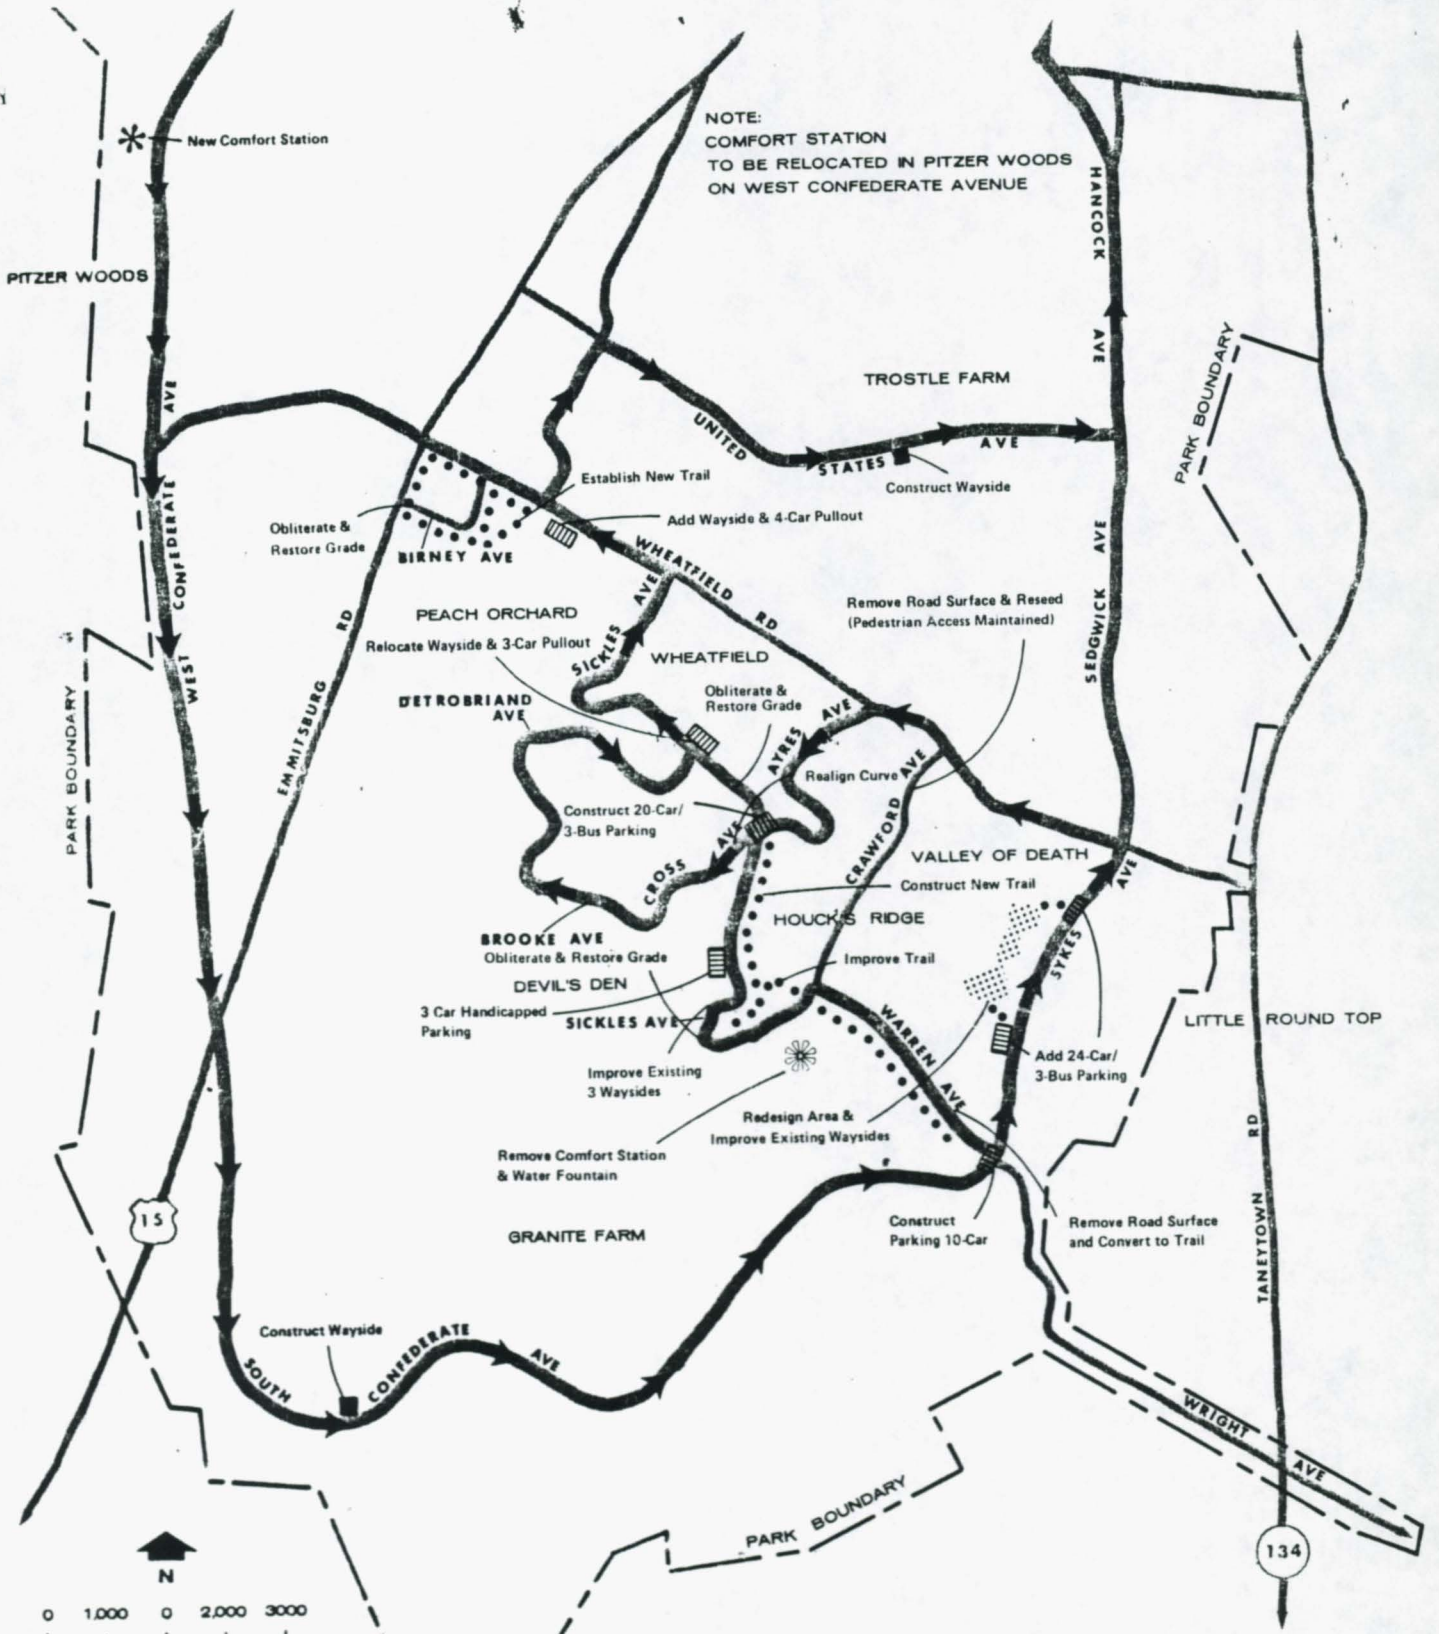 NOTE:
COMFORT STATION
TO BE RELOCATED IN PITZER WOODS
ON WEST CONFEDERATE AVENUE
New Comfort Station
HANCOCK AVE
PITZER WOODS
PARK BOUNDARY
TROSTLE FARM
UNITED STATES AVE
Construct Wayside
WEST CONFEDERATE AVE
Establish New Trail
Add Wayside & 4-Car Pullout
Obliterate &
Restore Grade
BIRNEY AVE
WHEATFIELD RD
SEDGWICK AVE
PEACH ORCHARD
Relocate Wayside & 3-Car Pullout
SICKLES AVE
WHEATFIELD
Remove Road Surface & Reseed
(Pedestrian Access Maintained)
EMMITSBURG RD
DETROBRIAND
AVE
Obliterate &
Restore Grade
AYRES AVE
PARK BOUNDARY
Realign Curve
Construct 20-Car/
3-Bus Parking
CROSS AVE
CRAWFORD AVE
VALLEY OF DEATH
Construct New Trail
HOUCK'S RIDGE
BROOKE AVE
Obliterate & Restore Grade
Improve Trail
SYKES AVE
DEVIL'S DEN
3 Car Handicapped
Parking
SICKLES AVE
WARREN AVE
LITTLE ROUND TOP
Add 24-Car/
3-Bus Parking
Improve Existing
3 Waysides
Redesign Area &
Improve Existing Waysides
Remove Comfort Station
& Water Fountain
TANEYTOWN RD
15
GRANITE FARM
Construct
Parking 10-Car
Remove Road Surface
and Convert to Trail
Construct Wayside
SOUTH CONFEDERATE AVE
WRIGHT AVE
PARK BOUNDARY
134
N
0 1,000 0 2,000 3000